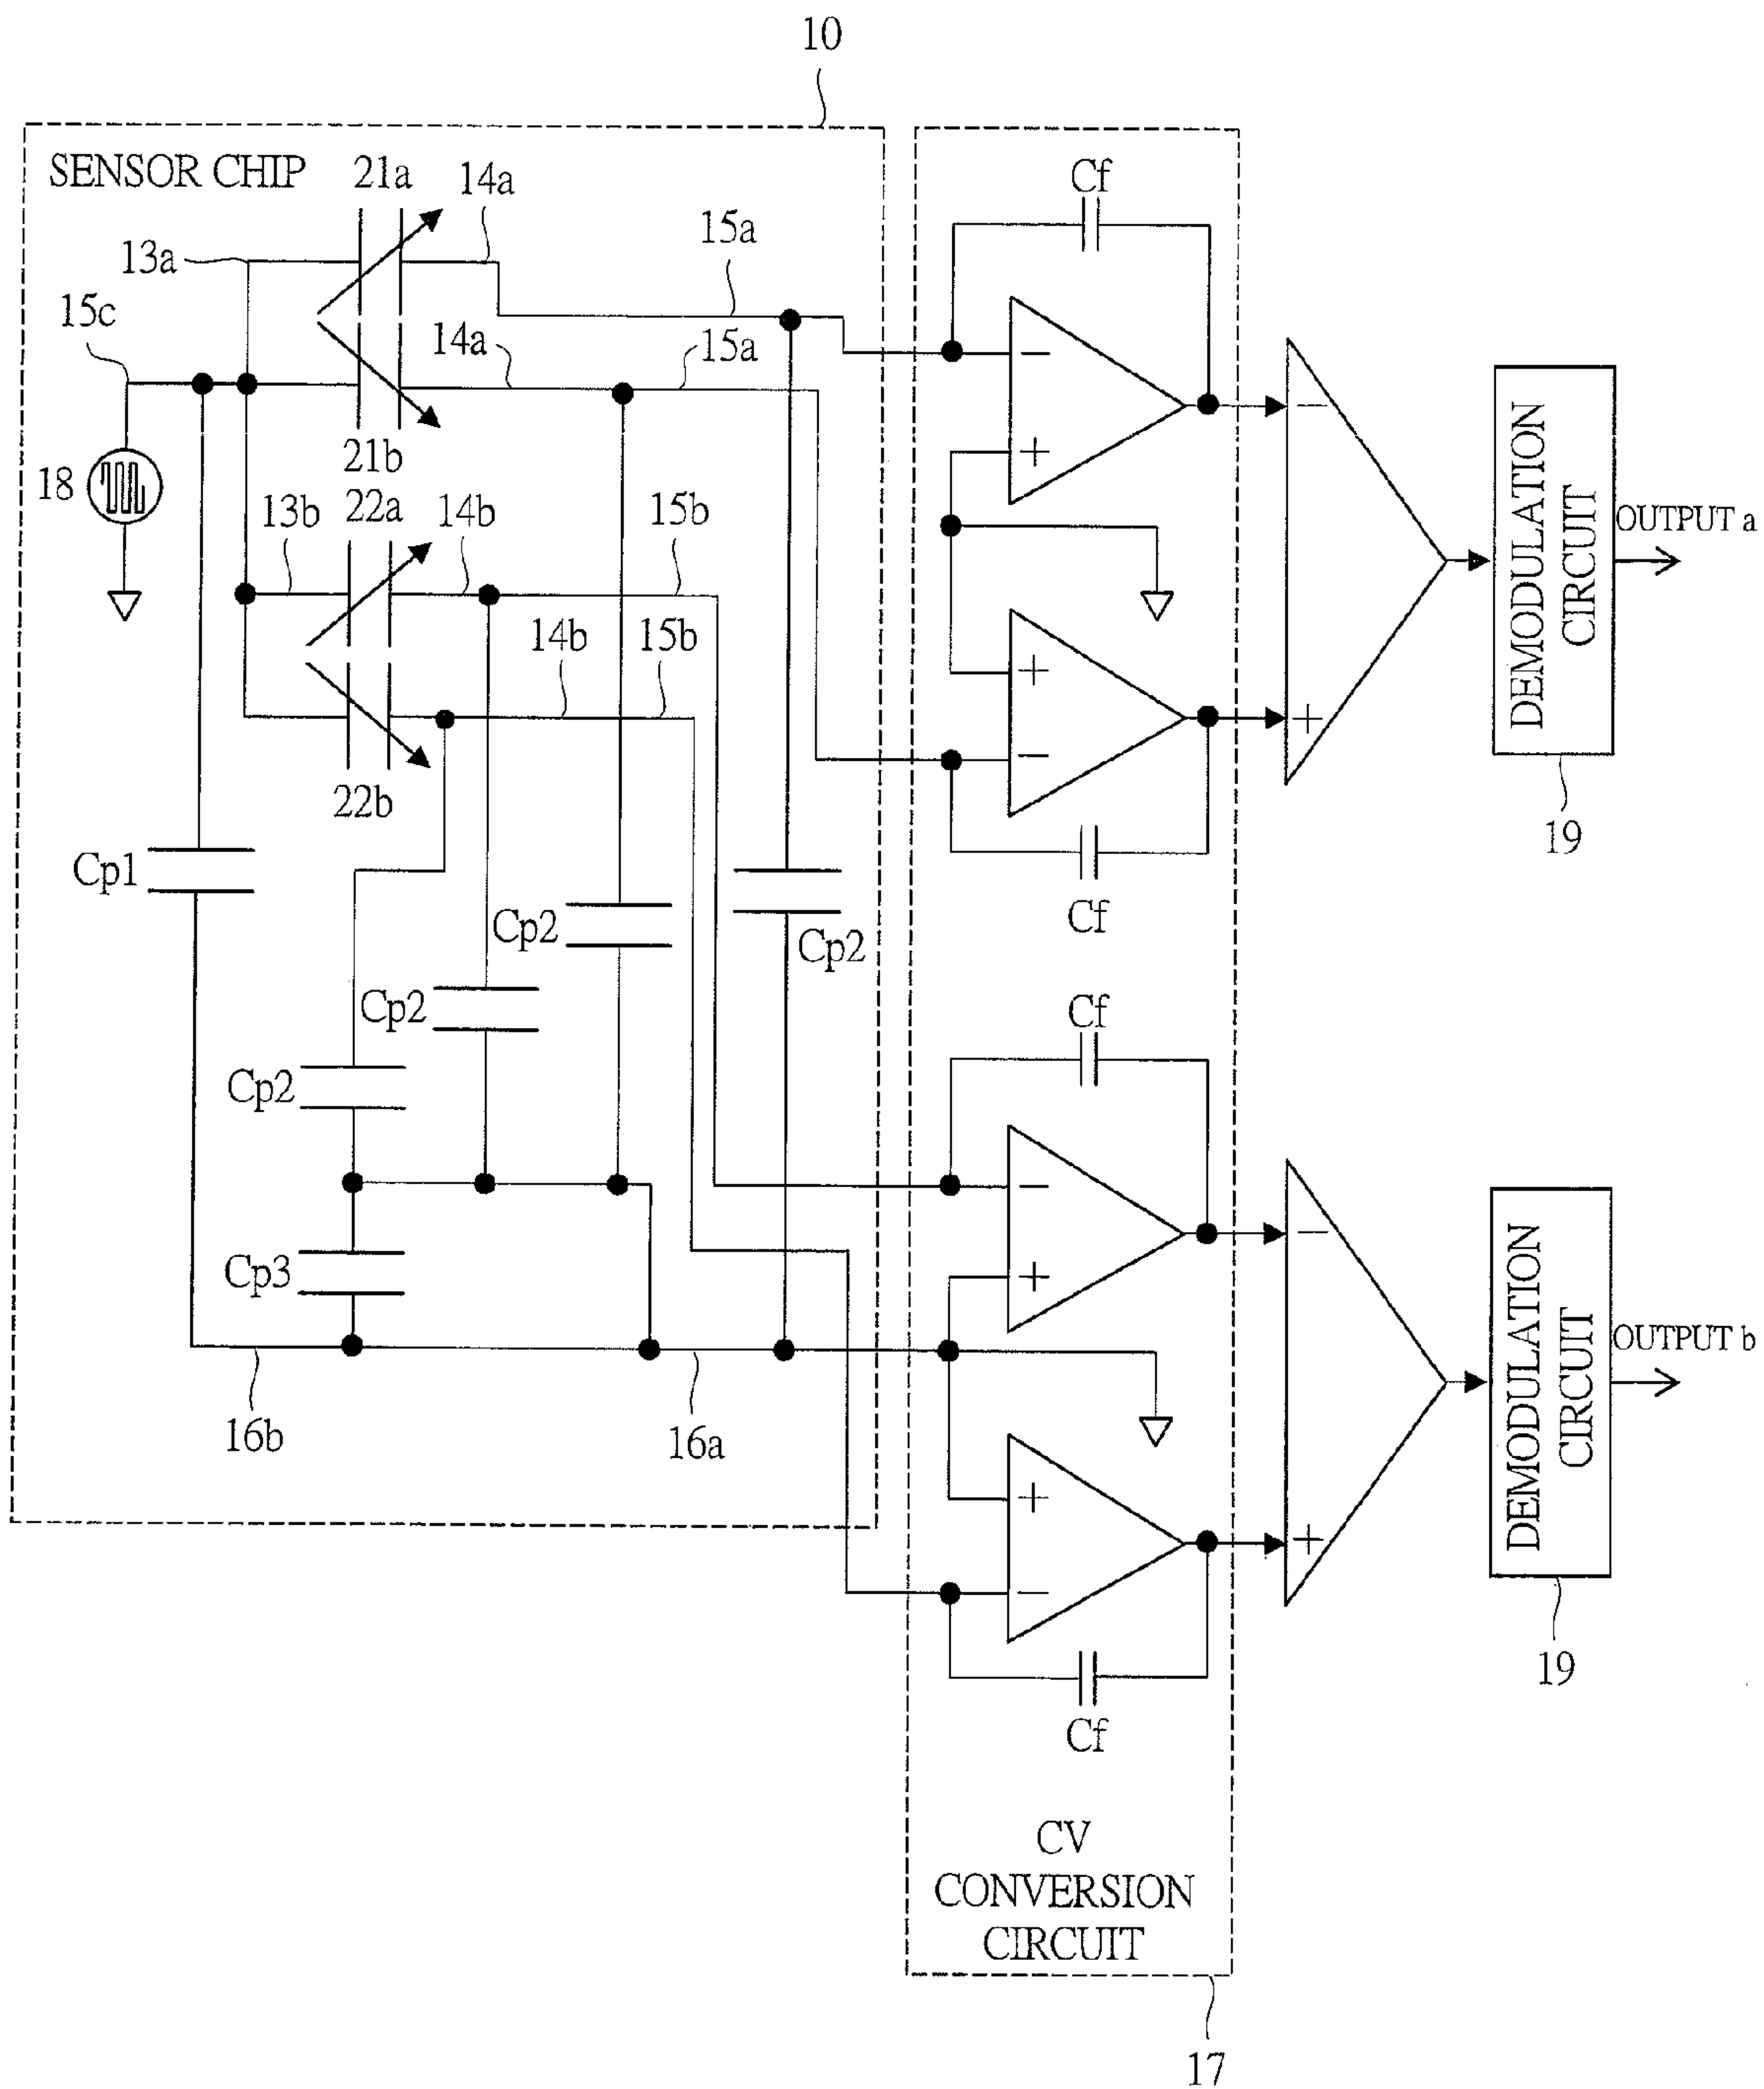 10
SENSOR CHIP
21a
14a
13a
15a
15c
14a
15a
21b
18
13b
22a
14b
15b
14b
15b
22b
Cp1
Cp2
Cp2
Cp2
Cp2
Cp3
16b
16a
Cf
−
+
+
−
Cf
−
+
DEMODULATION
CIRCUIT
OUTPUT a
19
Cf
−
+
+
−
Cf
−
+
DEMODULATION
CIRCUIT
OUTPUT b
19
CV
CONVERSION
CIRCUIT
17